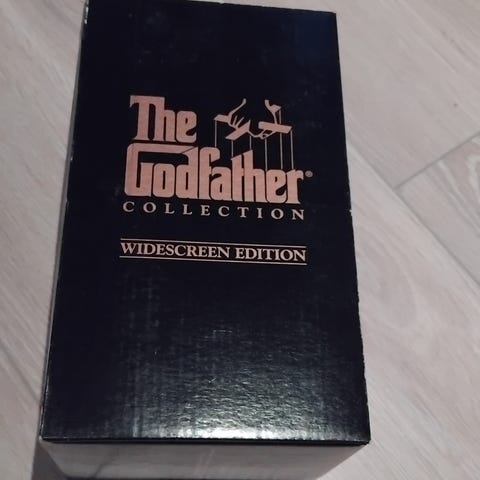 The
Godfather®
COLLECTION
WIDESCREEN EDITION